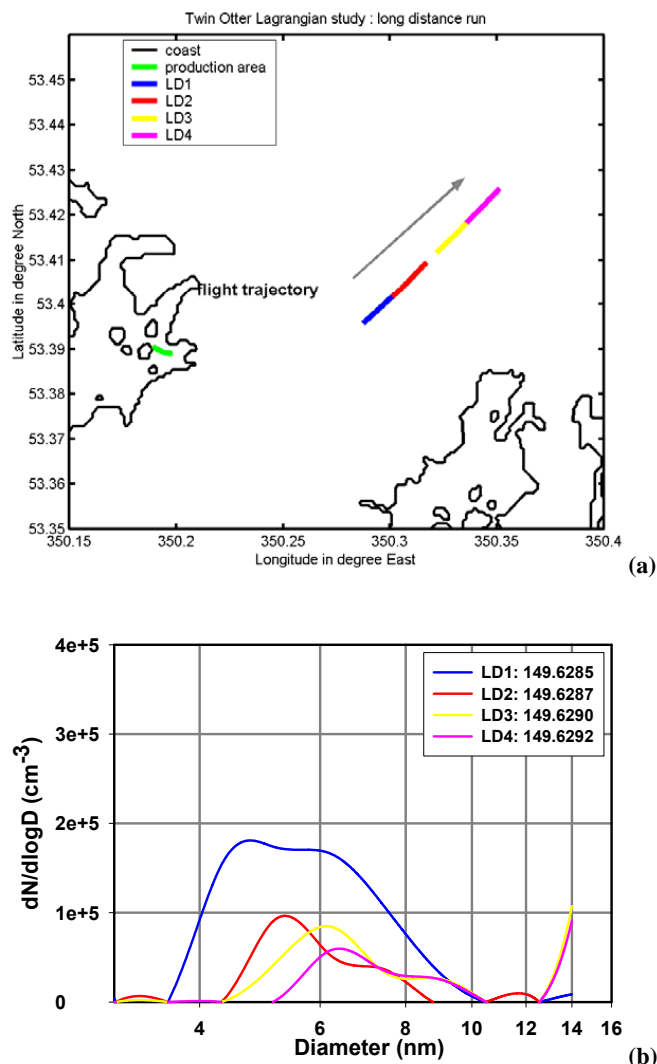 Twin Otter Lagrangian study : long distance run
coast
production area
LD1
LD2
LD3
LD4
53.45
53.44
53.43
53.42
53.41
53.4
53.39
53.38
53.37
53.36
53.35
Latitude in degree North
flight trajectory
350.15
350.2
350.25
350.3
350.35
350.4
Longitude in degree East
(a)
4e+5
3e+5
2e+5
1e+5
0
dN/dlogD (cm-3)
LD1: 149.6285
LD2: 149.6287
LD3: 149.6290
LD4: 149.6292
4
6
8
10
12
14
16
Diameter (nm)
(b)